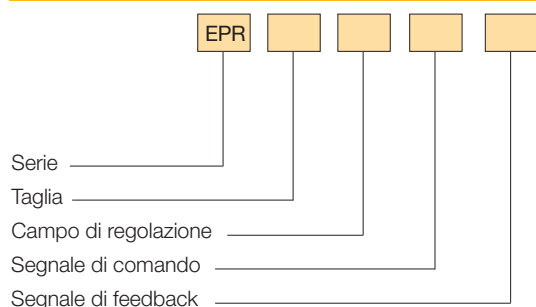 EPR
Serie
Taglia
Campo di regolazione
Segnale di comando
Segnale di feedback